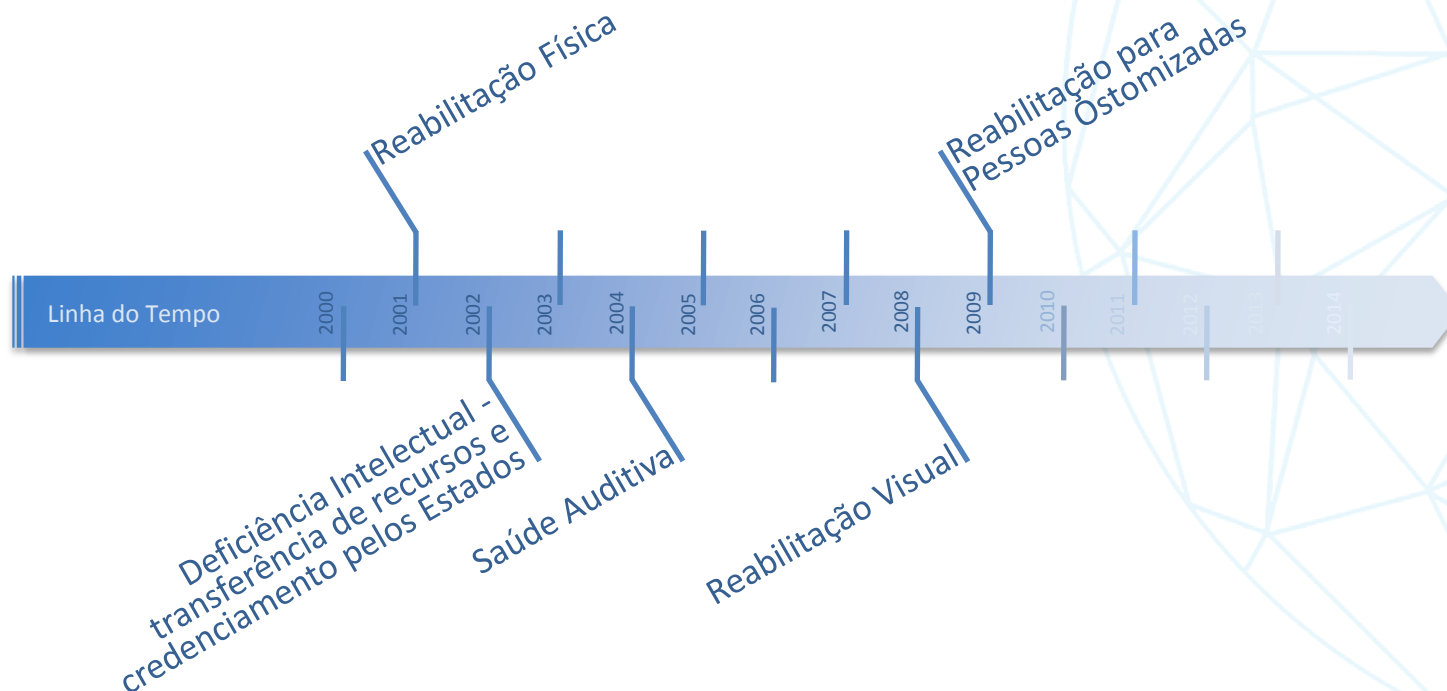 Reabilitação Física
Reabilitação para
Pessoas Ostomizadas
Linha do Tempo
2000
2001
2002
2003
2004
2005
2006
2007
2008
2009
2010
2011
2012
2013
2014
Deficiência Intelectual -
transferência de recursos e
credenciamento pelos Estados
Saúde Auditiva
Reabilitação Visual